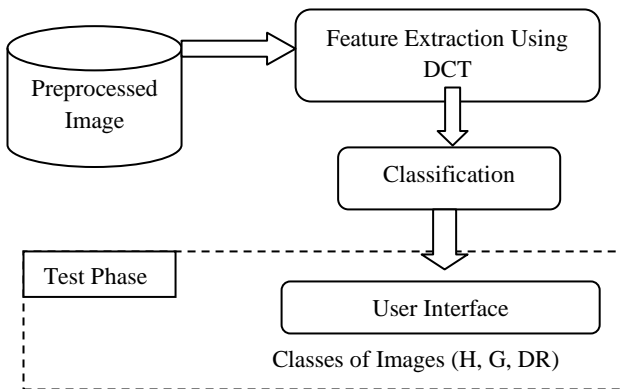 Feature Extraction Using
DCT
Preprocessed
Image
Classification
Test Phase
User Interface
Classes of Images (H, G, DR)